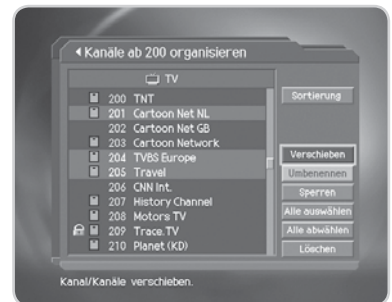 Kanäle ab 200 organisieren
TV
200 TNT
201 Cartoon Net NL
202 Cartoon Net GB
203 Cartoon Network
204 TVBS Europe
205 Travel
206 CNN Int.
207 History Channel
208 Motors TV
209 Trace.TV
210 Planet (KD)
Sortierung
Verschieben
Umbenennen
Sperren
Alle auswählen
Alle abwählen
Löschen
Kanal/Kanäle verschieben.